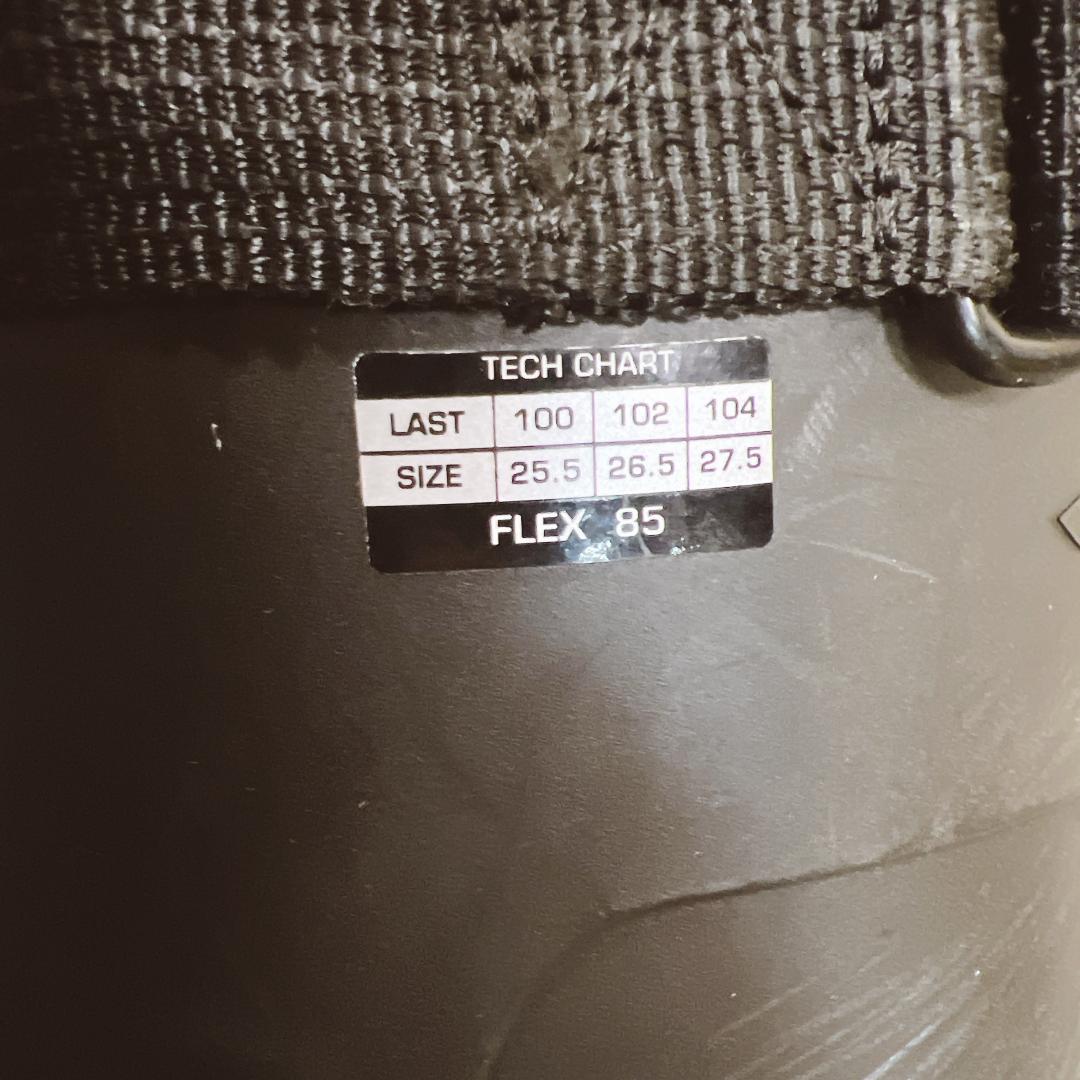 TECH CHART
LAST 100 102 104
SIZE 25.5 26.5 27.5
FLEX 85